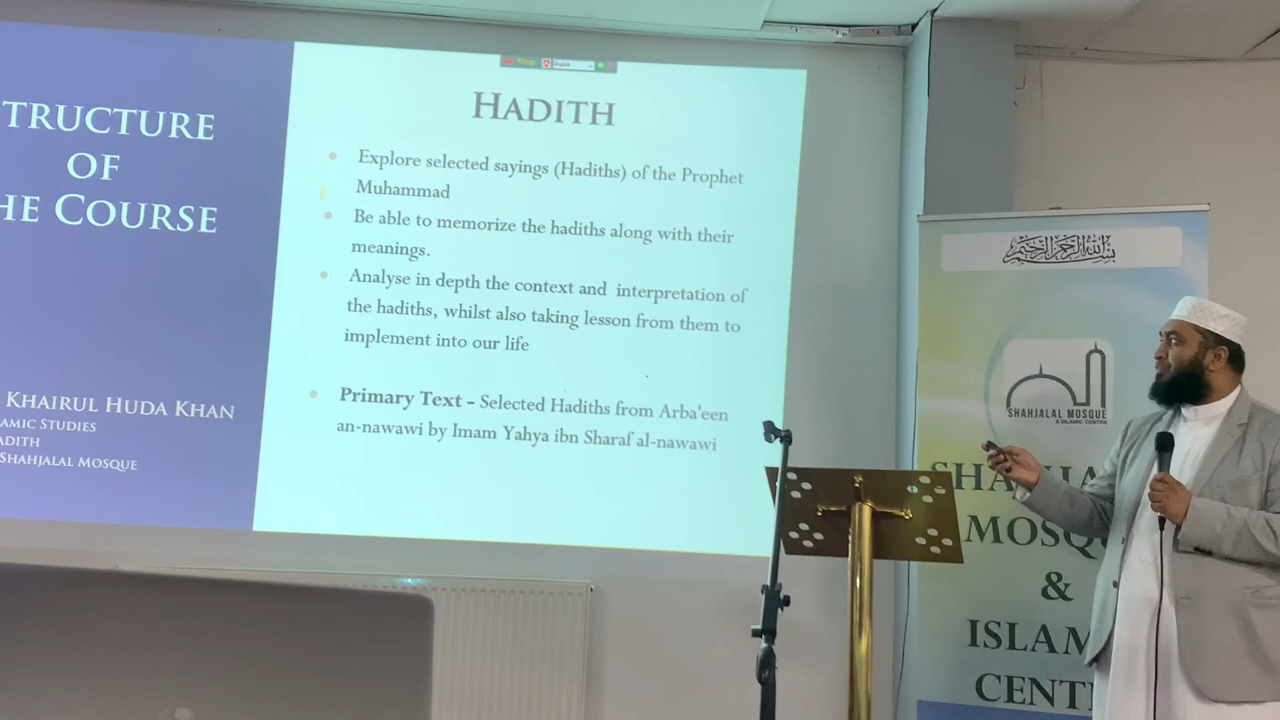 TRUCTURE
OF
HE COURSE
KHAIRUL HUDA KHAN
AMIC STUDIES
ADITH
SHAHJALAL MOSQUE
English
HADITH
• Explore selected sayings (Hadiths) of the Prophet
Muhammad
• Be able to memorize the hadiths along with their
meanings.
• Analyse in depth the context and interpretation of
the hadiths, whilst also taking lesson from them to
implement into our life
• Primary Text - Selected Hadiths from Arba'een
an-nawawi by Imam Yahya ibn Sharaf al-nawawi
بسم الله الرحمن الرحيم
SHAHJALAL MOSQUE
& ISLAMIC CENTRE
SHAHJA
MOSQU
&
ISLAM
CENT